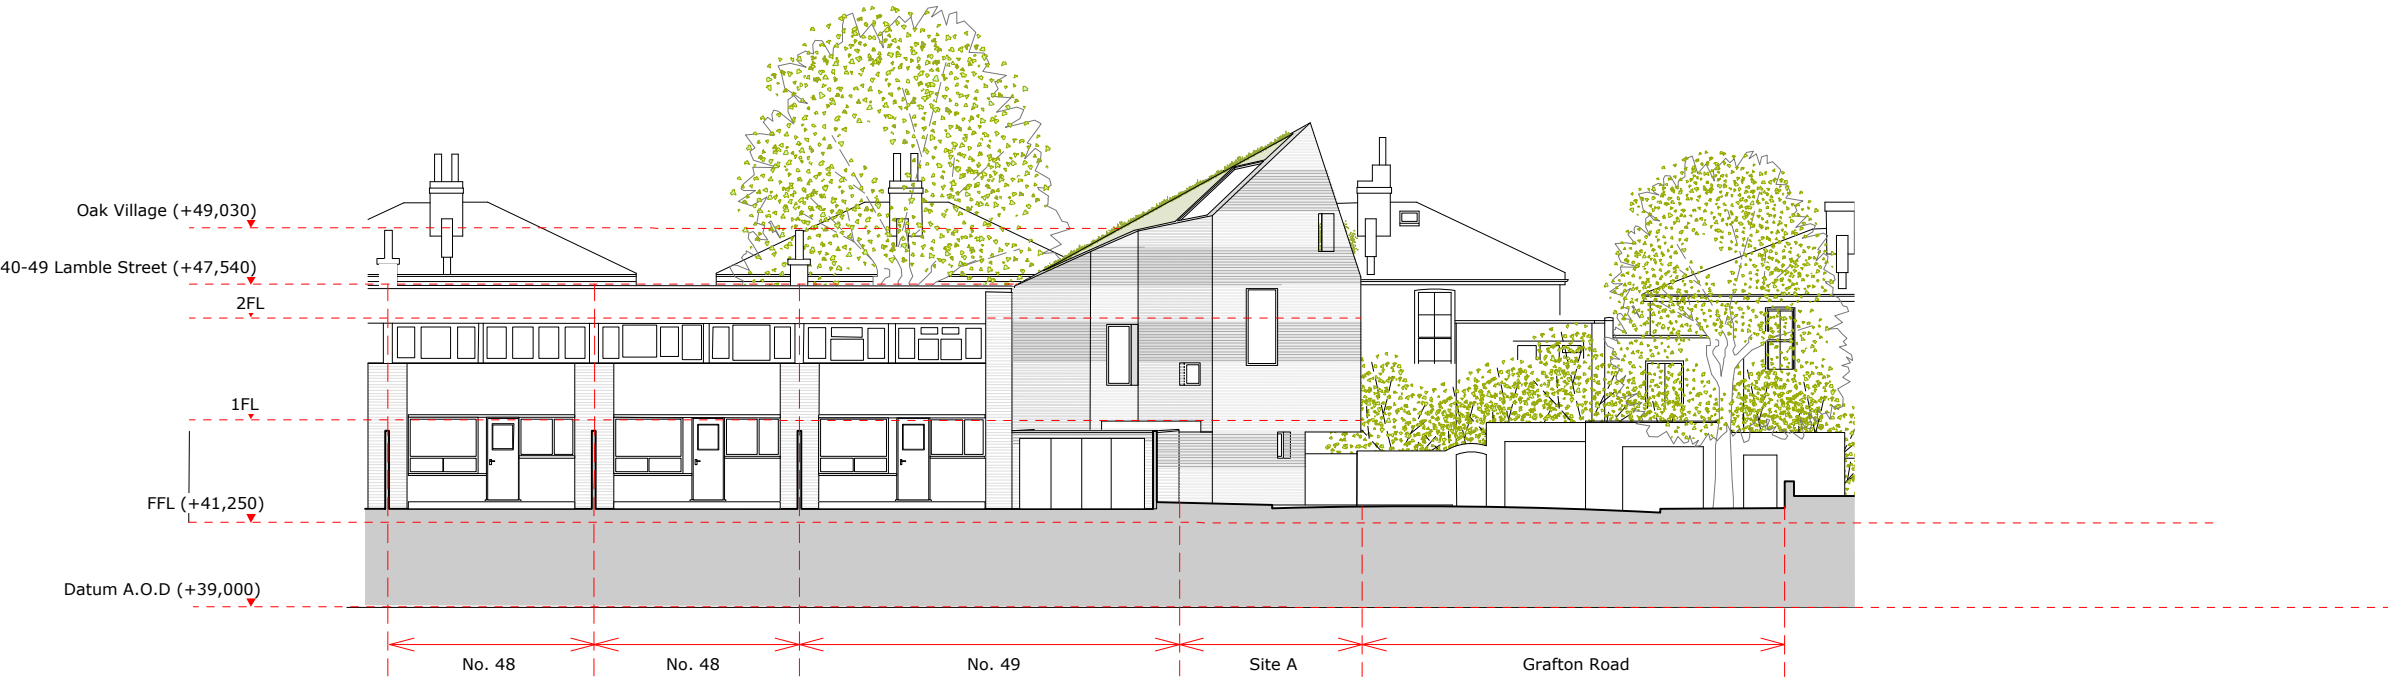 Oak Village (+49,030)
40-49 Lamble Street (+47,540)
2FL
1FL
FFL (+41,250)
Datum A.O.D (+39,000)
No. 48
No. 48
No. 49
Site A
Grafton Road